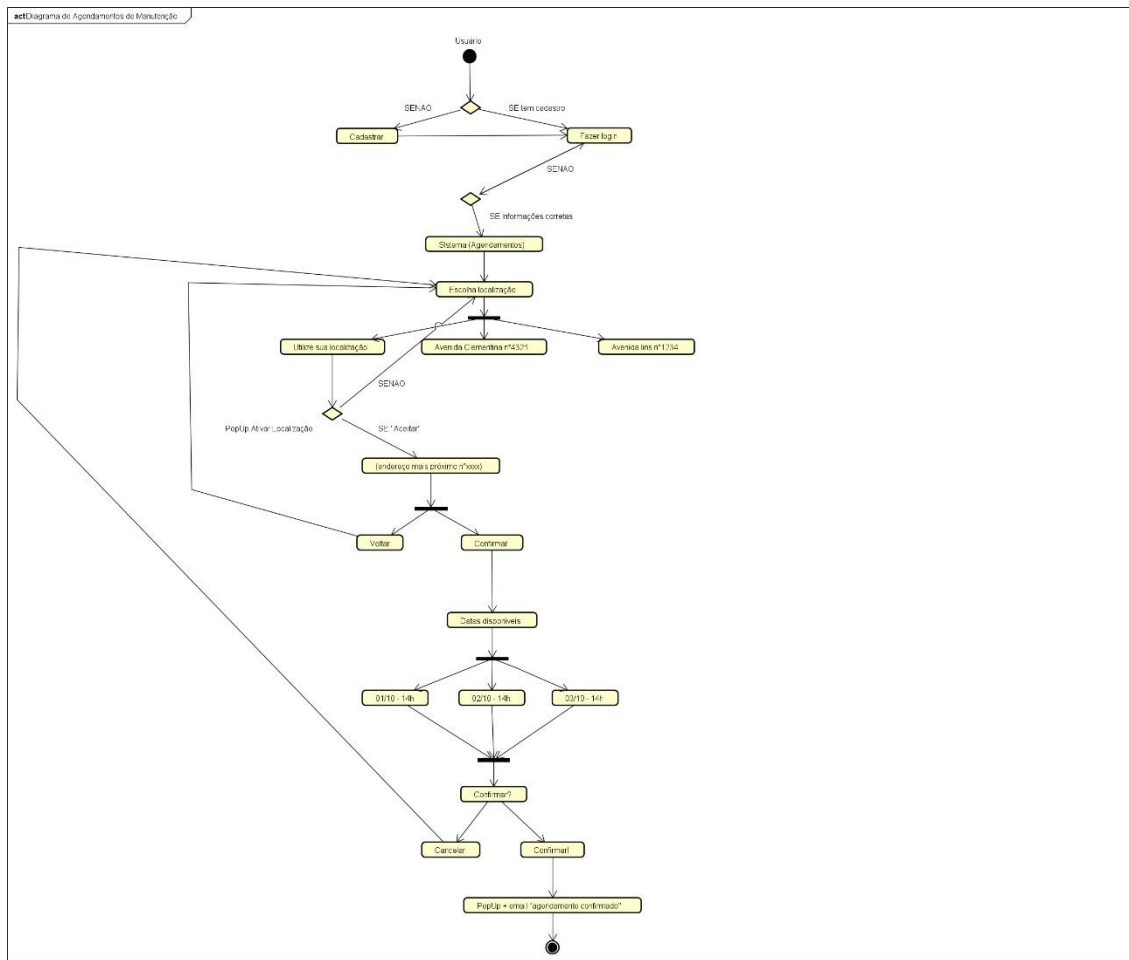 actDiagrama de Agendamentos de Manutenção
Usuário
SENAO
SE tem cadastro
Cadastrar
Fazer login
SENAO
SE informações corretas
Sistema (Agendamentos)
Escolha localização
Utilize sua localização
Avenida Clementina n°4321
Avenida lins n°1234
SENAO
PopUp Ativar Localização
SE "Aceitar"
(endereço mais próximo n°xxxx)
Voltar
Confirmar
Datas disponíveis
01/10 - 14h
02/10 - 14h
03/10 - 14h
Confirmar?
Cancelar
Confirmar!
PopUp + email "agendamento confirmado"